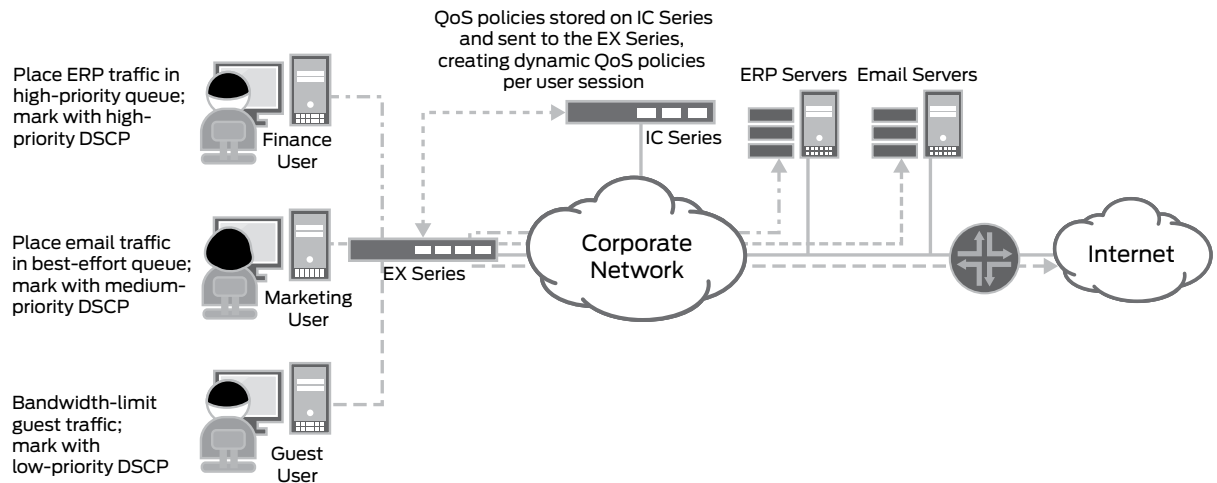 QoS policies stored on IC Series
and sent to the EX Series,
creating dynamic QoS policies
per user session
ERP Servers
Email Servers
Place ERP traffic in
high-priority queue;
mark with high-
priority DSCP
Finance
User
IC Series
Place email traffic
in best-effort queue;
mark with medium-
priority DSCP
Marketing
User
EX Series
Corporate
Network
Internet
Bandwidth-limit
guest traffic;
mark with
low-priority DSCP
Guest
User